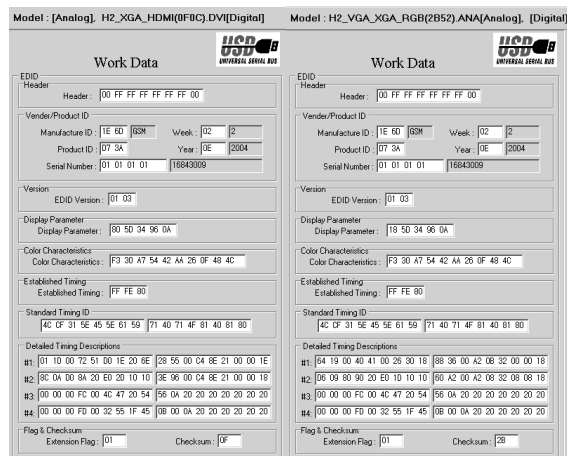 Model : [Analog], H2_XGA_HDMI(0F0C).DVI[Digital]
USB
UNIVERSAL SERIAL BUS
Work Data
EDID
Header
Header : 00 FF FF FF FF FF FF 00
Vender/Product ID
Manufacture ID : 1E 6D GSM Week : 02 2
Product ID : 07 3A Year : 0E 2004
Serial Number : 01 01 01 01 16843009
Version
EDID Version : 01 03
Display Parameter
Display Parameter : 80 5D 34 96 0A
Color Characteristics
Color Characteristics : F3 30 A7 54 42 AA 26 0F 48 4C
Established Timing
Established Timing : FF FE 80
Standard Timing ID
4C CF 31 5E 45 5E 61 59 71 40 71 4F 81 40 81 80
Detailed Timing Descriptions
#1: 01 1D 00 72 51 D0 1E 20 6E 28 55 00 C4 8E 21 00 00 1E
#2: 8C 0A D0 8A 20 E0 2D 10 10 3E 96 00 C4 8E 21 00 00 18
#3: 00 00 00 FC 00 4C 47 20 54 56 0A 20 20 20 20 20 20 20
#4: 00 00 00 FD 00 32 55 1F 45 0B 00 0A 20 20 20 20 20 20
Flag & Checksum
Extension Flag : 01 Checksum : 0F
Model : H2_VGA_XGA_RGB(2B52).ANA[Analog], [Digital]
USB
UNIVERSAL SERIAL BUS
Work Data
EDID
Header
Header : 00 FF FF FF FF FF FF 00
Vender/Product ID
Manufacture ID : 1E 6D GSM Week : 02 2
Product ID : 07 3A Year : 0E 2004
Serial Number : 01 01 01 01 16843009
Version
EDID Version : 01 03
Display Parameter
Display Parameter : 18 5D 34 96 0A
Color Characteristics
Color Characteristics : F3 30 A7 54 42 AA 26 0F 48 4C
Established Timing
Established Timing : FF FE 80
Standard Timing ID
4C CF 31 5E 45 5E 61 59 71 40 71 4F 81 40 81 80
Detailed Timing Descriptions
#1: 64 19 00 40 41 00 26 30 18 88 36 00 A2 0B 32 00 00 18
#2: D6 09 80 90 20 E0 1D 10 10 60 A2 00 A2 08 32 08 08 18
#3: 00 00 00 FC 00 4C 47 20 54 56 0A 20 20 20 20 20 20 20
#4: 00 00 00 FD 00 32 55 1F 45 0B 00 0A 20 20 20 20 20 20
Flag & Checksum
Extension Flag : 01 Checksum : 2B